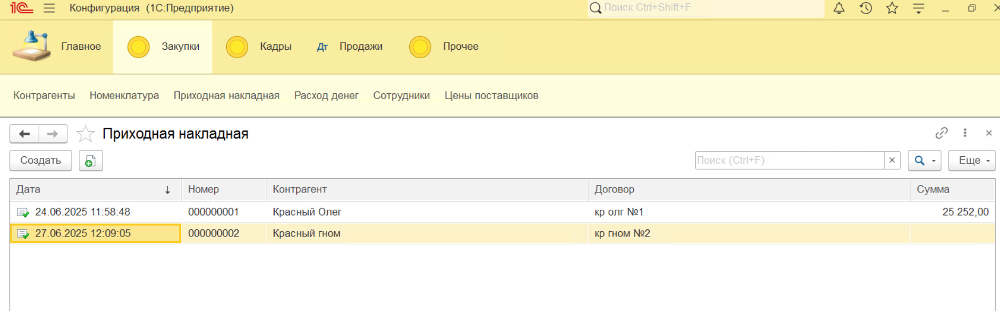 1С Конфигурация (1С:Предприятие) Поиск Ctrl+Shift+F
Главное Закупки Кадры Дт Продажи Прочее
Контрагенты Номенклатура Приходная накладная Расход денег Сотрудники Цены поставщиков
Приходная накладная
Создать Поиск (Ctrl+F) × Еще
Дата ↓ Номер Контрагент Договор Сумма
24.06.2025 11:58:48 000000001 Красный Олег кр олг №1 25 252,00
27.06.2025 12:09:05 000000002 Красный гном кр гном №2